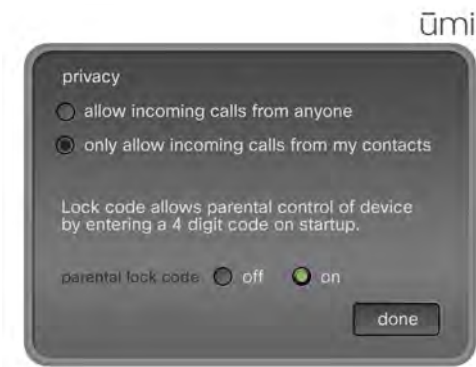 ūmi
privacy
allow incoming calls from anyone
only allow incoming calls from my contacts
Lock code allows parental control of device
by entering a 4 digit code on startup.
parental lock code off on
done